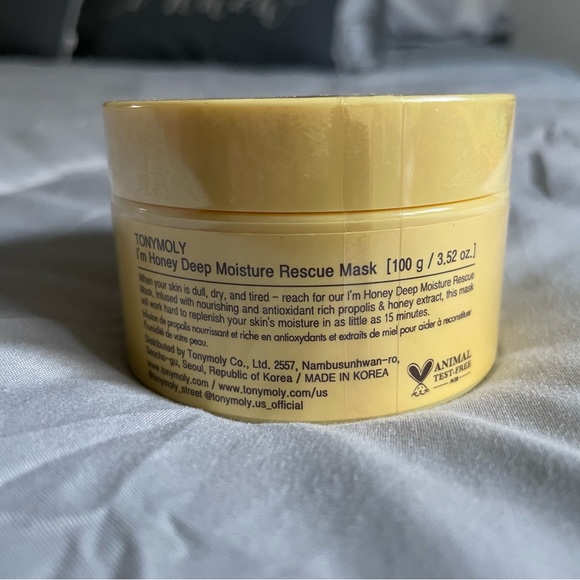 TONYMOLY
I'm Honey Deep Moisture Rescue Mask [100 g / 3.52 oz.]
When your skin is dull, dry, and tired – reach for our I'm Honey Deep Moisture Rescue
Mask. Infused with nourishing and antioxidant rich propolis & honey extract, this mask
will work hard to replenish your skin's moisture in as little as 15 minutes.
Infusion de propolis nourrissant et riche en antioxydants et extraits de miel pour aider à reconstituer
l'humidité de votre peau.
Distributed by Tonymoly Co., Ltd. 2557, Nambusunhwan-ro,
Seocho-gu, Seoul, Republic of Korea / MADE IN KOREA
www.tonymoly.com / www.tonymoly.com/us
@tonymoly_street @tonymoly.us_official
ANIMAL
TEST-FREE